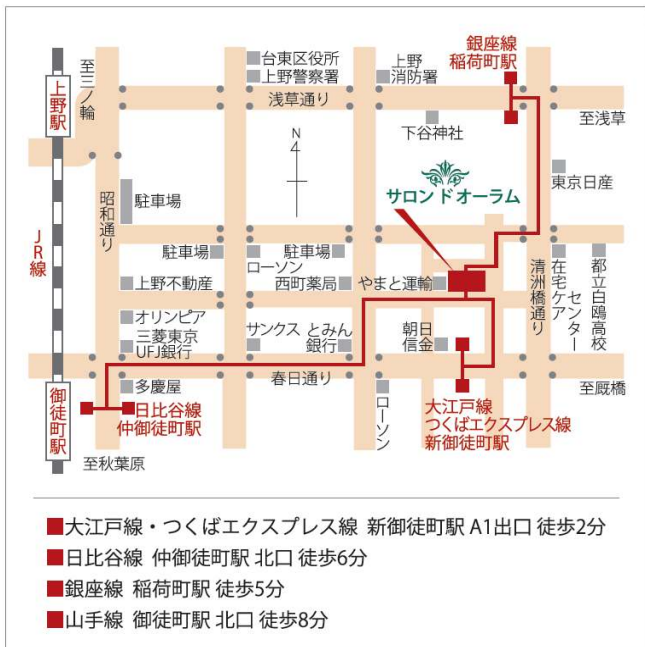 銀座線
稲荷町駅
台東区役所
上野警察署
上野
消防署
至三ノ輪
上野駅
浅草通り
至浅草
下谷神社
N
4
サロンドオーラム
東京日産
昭和通り
駐車場
JR線
駐車場
ローソン
駐車場
上野不動産
西町薬局
やまと運輸
清洲橋通り
在宅ケア
センター
都立白鴎高校
オリンピア
三菱東京
UFJ銀行
サンクス
とみん
銀行
朝日
信金
春日通り
至厩橋
多慶屋
御徒町駅
日比谷線
仲御徒町駅
ローソン
大江戸線
つくばエクスプレス線
新御徒町駅
至秋葉原
■大江戸線・つくばエクスプレス線 新御徒町駅 A1出口 徒歩2分
■日比谷線 仲御徒町駅 北口 徒歩6分
■銀座線 稲荷町駅 徒歩5分
■山手線 御徒町駅 北口 徒歩8分